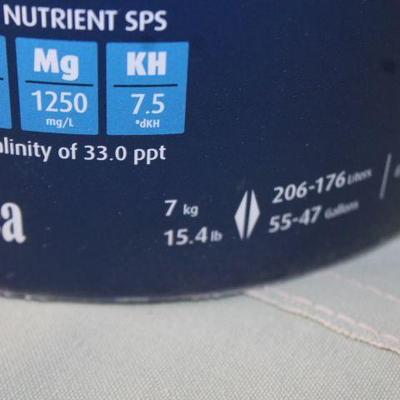 NUTRIENT SPS
Mg KH
1250 7.5
mg/L °dKH
alinity of 33.0 ppt
a
7 kg 206-176 Liters
15.4 lb 55-47 Gallons